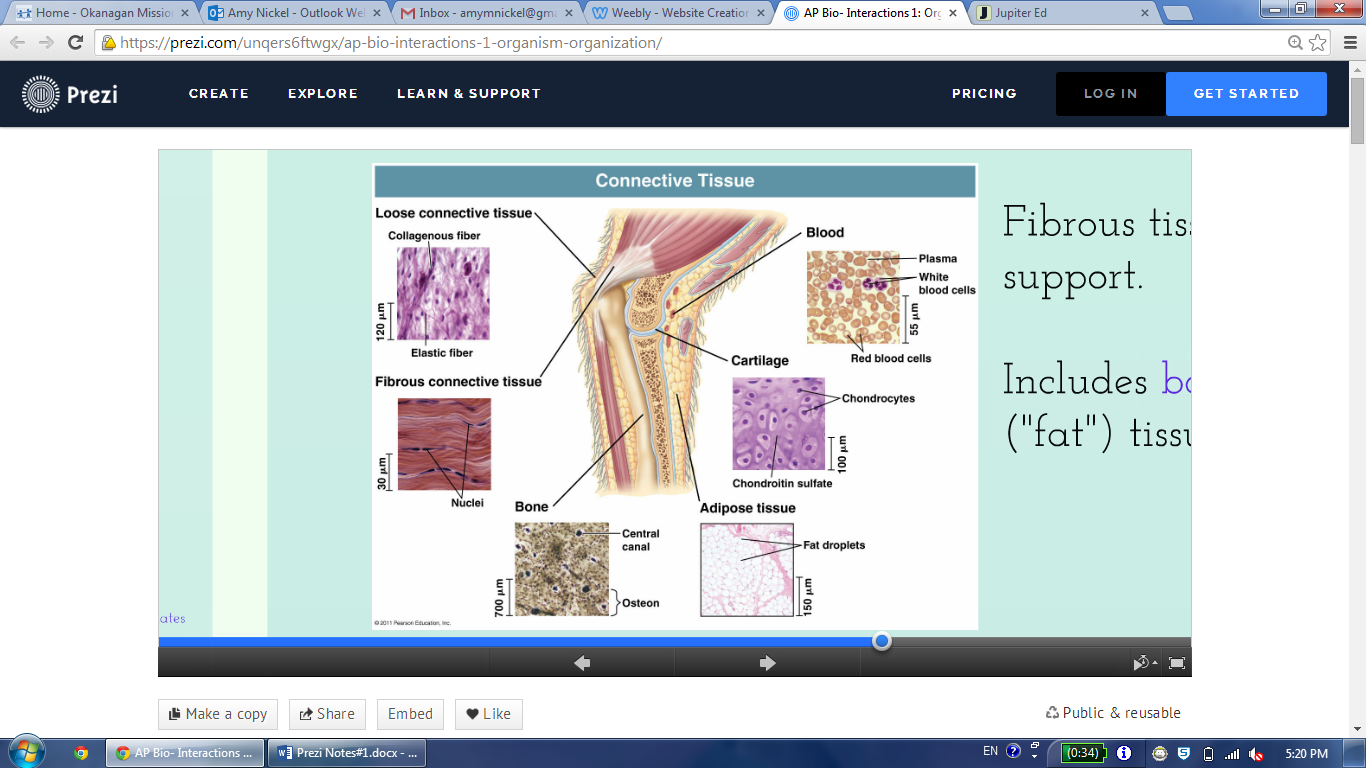 Home - Okanagan Mission
Amy Nickel - Outlook Web
Inbox - amymnickel@gma
Weebly - Website Creation
AP Bio- Interactions 1: Org
Jupiter Ed
https://prezi.com/unqers6ftwgx/ap-bio-interactions-1-organism-organization/
Prezi
CREATE
EXPLORE
LEARN & SUPPORT
PRICING
LOG IN
GET STARTED
Connective Tissue
Loose connective tissue
Collagenous fiber
120 µm
Elastic fiber
Blood
Plasma
White
blood cells
55 µm
Red blood cells
Fibrous connective tissue
30 µm
Nuclei
Cartilage
Chondrocytes
100 µm
Chondroitin sulfate
Bone
Central
canal
700 µm
Osteon
Adipose tissue
Fat droplets
150 µm
© 2011 Pearson Education, Inc.
Fibrous tis
support.
Includes bo
("fat") tissu
ates
Make a copy
Share
Embed
Like
Public & reusable
AP Bio- Interactions ...
Prezi Notes#1.docx - ...
EN
(0:34)
5:20 PM